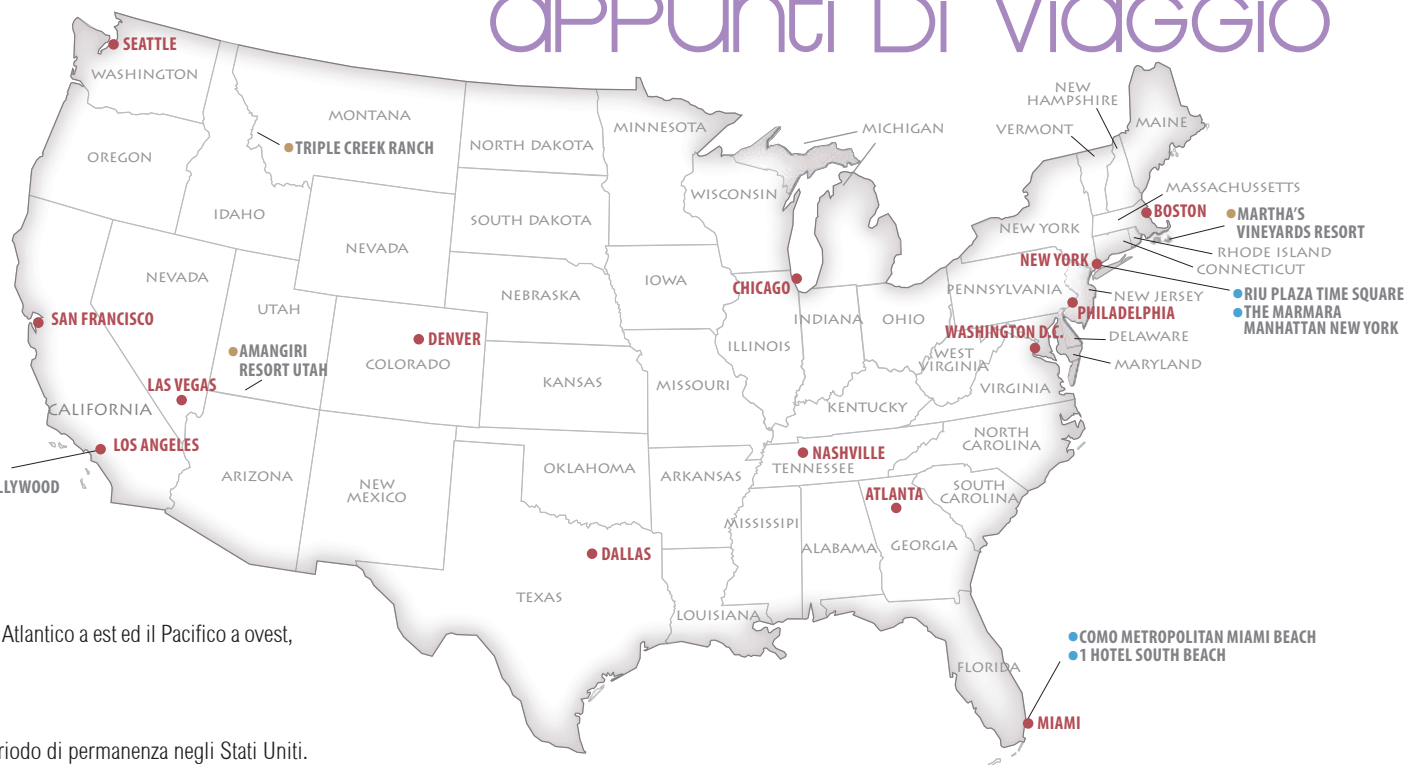 appunti di viaggio
SEATTLE
WASHINGTON
MONTANA
NORTH DAKOTA
MINNESOTA
MICHIGAN
NEW
HAMPSHIRE
VERMONT
MAINE
OREGON
TRIPLE CREEK RANCH
IDAHO
SOUTH DAKOTA
WISCONSIN
MASSACHUSSETTS
BOSTON
MARTHA'S
VINEYARDS RESORT
NEW YORK
RHODE ISLAND
CONNECTICUT
NEVADA
NEVADA
IOWA
NEW YORK
CHICAGO
PENNSYLVANIA
NEW JERSEY
RIU PLAZA TIME SQUARE
THE MARMARA
MANHATTAN NEW YORK
UTAH
NEBRASKA
PHILADELPHIA
SAN FRANCISCO
INDIANA
OHIO
WASHINGTON D.C.
DELAWARE
DENVER
COLORADO
ILLINOIS
WEST
VIRGINIA
MARYLAND
AMANGIRI
RESORT UTAH
LAS VEGAS
KANSAS
MISSOURI
VIRGINIA
CALIFORNIA
KENTUCKY
LOS ANGELES
NORTH
CAROLINA
NASHVILLE
TENNESSEE
LLYWOOD
ARIZONA
NEW
MEXICO
OKLAHOMA
ARKANSAS
SOUTH
CAROLINA
ATLANTA
MISSISSIPI
ALABAMA
GEORGIA
DALLAS
TEXAS
LOUISIANA
Atlantico a est ed il Pacifico a ovest,
COMO METROPOLITAN MIAMI BEACH
1 HOTEL SOUTH BEACH
FLORIDA
MIAMI
riodo di permanenza negli Stati Uniti.